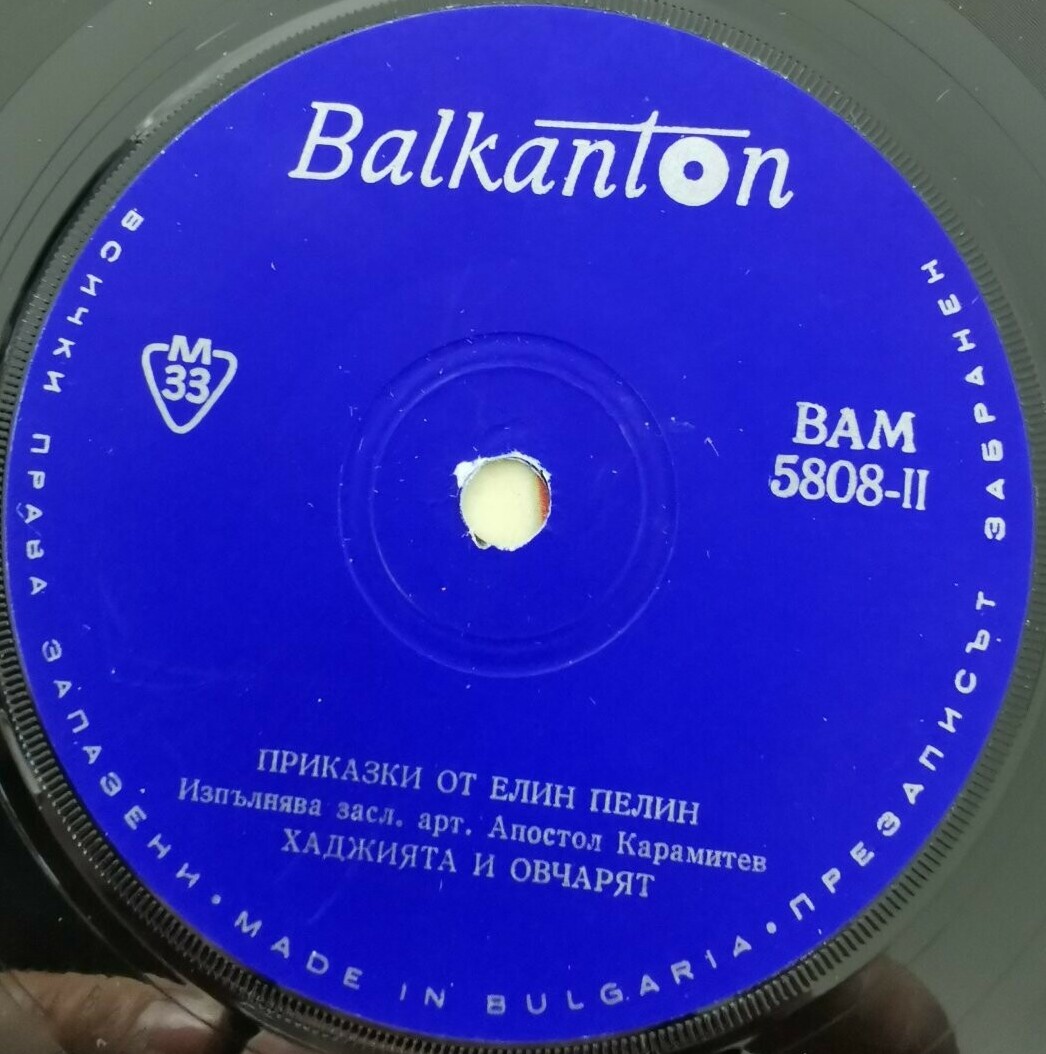 Balkanton
M
33
ВАМ
5808-II
ПРИКАЗКИ ОТ ЕЛИН ПЕЛИН
Изпълнява засл. арт. Апостол Карамитев
ХАДЖИЯТА И ОВЧАРЯТ
ВСИЧКИ ПРАВА ЗАПАЗЕНИ • MADE IN BULGARIA • ПРЕЗАПИСЪТ ЗАБРАНЕН